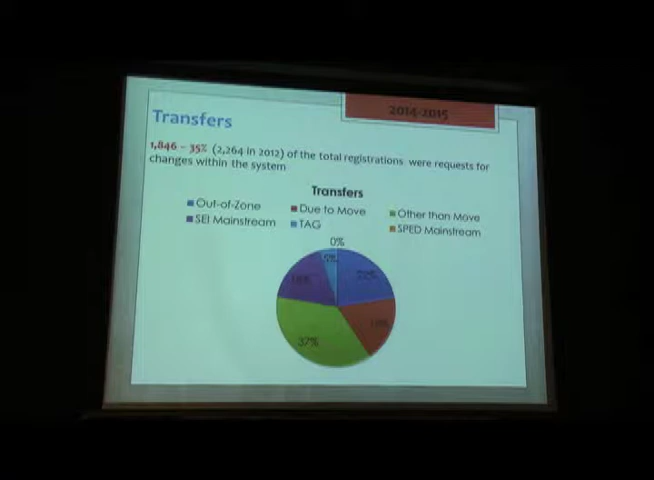 2014-2015
Transfers
1,846 – 35% (2,264 in 2012) of the total registrations were requests for
changes within the system
Transfers
Out-of-Zone
Due to Move
Other than Move
SEI Mainstream
TAG
SPED Mainstream
0%
5%
37%